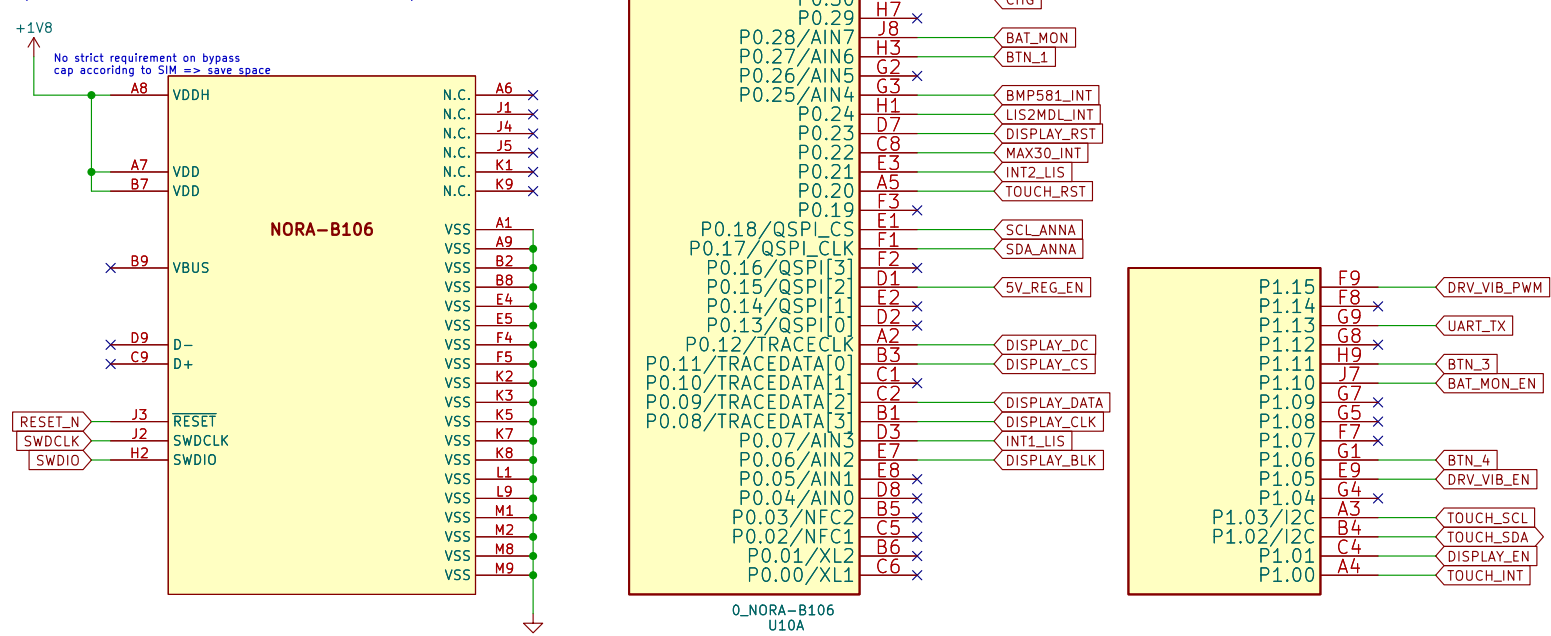 +1V8
No strict requirement on bypass
cap accoridng to SIM => save space
A8 VDDH
A7 VDD
B7 VDD
NORA-B106
B9 VBUS
D9 D-
C9 D+
RESET_N J3 RESET
SWDCLK J2 SWDCLK
SWDIO H2 SWDIO
N.C. A6
N.C. J1
N.C. J4
N.C. J5
N.C. K1
N.C. K9
VSS A1
VSS A9
VSS B2
VSS B8
VSS E4
VSS E5
VSS F4
VSS F5
VSS K2
VSS K3
VSS K5
VSS K7
VSS K8
VSS L1
VSS L9
VSS M1
VSS M2
VSS M8
VSS M9
P0.30 CHG
P0.29 H7
P0.28/AIN7 J8 BAT_MON
P0.27/AIN6 H3 BTN_1
P0.26/AIN5 G2
P0.25/AIN4 G3 BMP581_INT
P0.24 H1 LIS2MDL_INT
P0.23 D7 DISPLAY_RST
P0.22 C8 MAX30_INT
P0.21 E3 INT2_LIS
P0.20 A5 TOUCH_RST
P0.19 F3
P0.18/QSPI_CS E1 SCL_ANNA
P0.17/QSPI_CLK F1 SDA_ANNA
P0.16/QSPI[3] F2
P0.15/QSPI[2] D1 5V_REG_EN
P0.14/QSPI[1] E2
P0.13/QSPI[0] D2
P0.12/TRACECLK A2 DISPLAY_DC
P0.11/TRACEDATA[0] B3 DISPLAY_CS
P0.10/TRACEDATA[1] C1
P0.09/TRACEDATA[2] C2 DISPLAY_DATA
P0.08/TRACEDATA[3] B1 DISPLAY_CLK
P0.07/AIN3 D3 INT1_LIS
P0.06/AIN2 E7 DISPLAY_BLK
P0.05/AIN1 E8
P0.04/AIN0 D8
P0.03/NFC2 B5
P0.02/NFC1 C5
P0.01/XL2 B6
P0.00/XL1 C6
0_NORA-B106
U10A
P1.15 F9 DRV_VIB_PWM
P1.14 F8
P1.13 G9 UART_TX
P1.12 G8
P1.11 H9 BTN_3
P1.10 J7 BAT_MON_EN
P1.09 G7
P1.08 G5
P1.07 F7
P1.06 G1 BTN_4
P1.05 E9 DRV_VIB_EN
P1.04 G4
P1.03/I2C A3 TOUCH_SCL
P1.02/I2C B4 TOUCH_SDA
P1.01 C4 DISPLAY_EN
P1.00 A4 TOUCH_INT